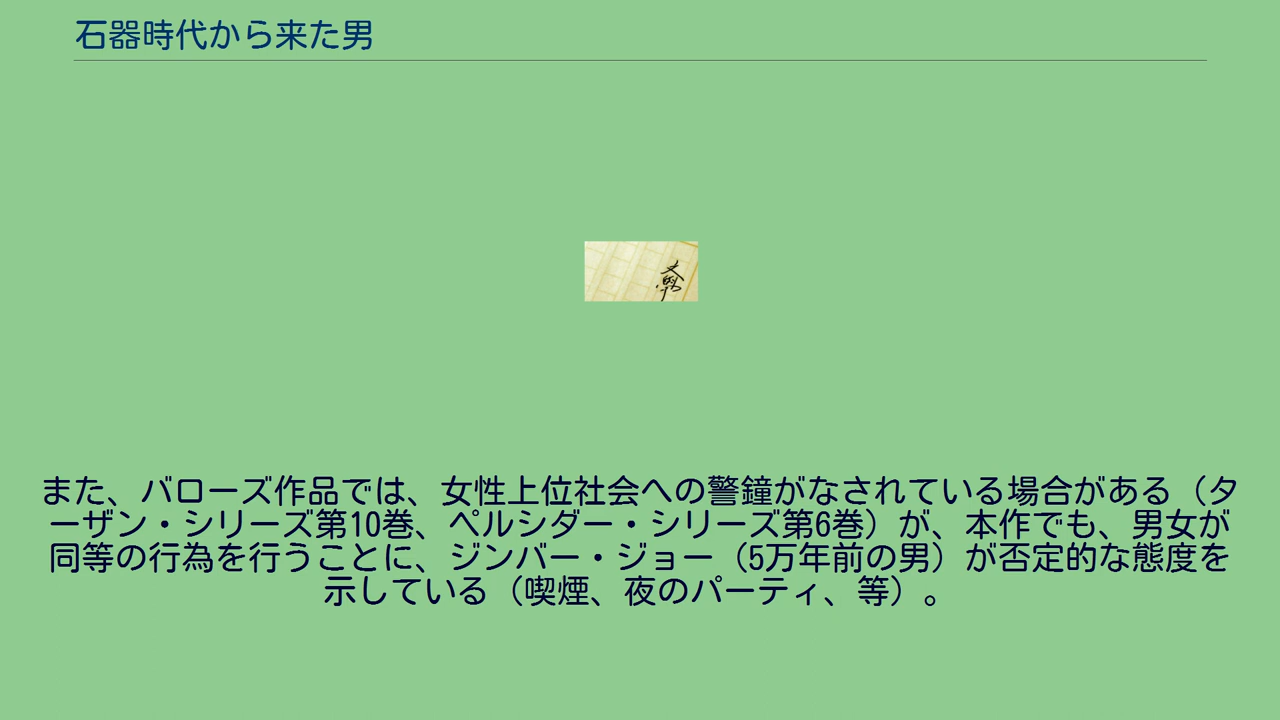 石器時代から来た男
また、バローズ作品では、女性上位社会への警鐘がなされている場合がある（タ
ーザン・シリーズ第10巻、ペルシダー・シリーズ第6巻）が、本作でも、男女が
同等の行為を行うことに、ジンバー・ジョー（5万年前の男）が否定的な態度を
示している（喫煙、夜のパーティ、等）。